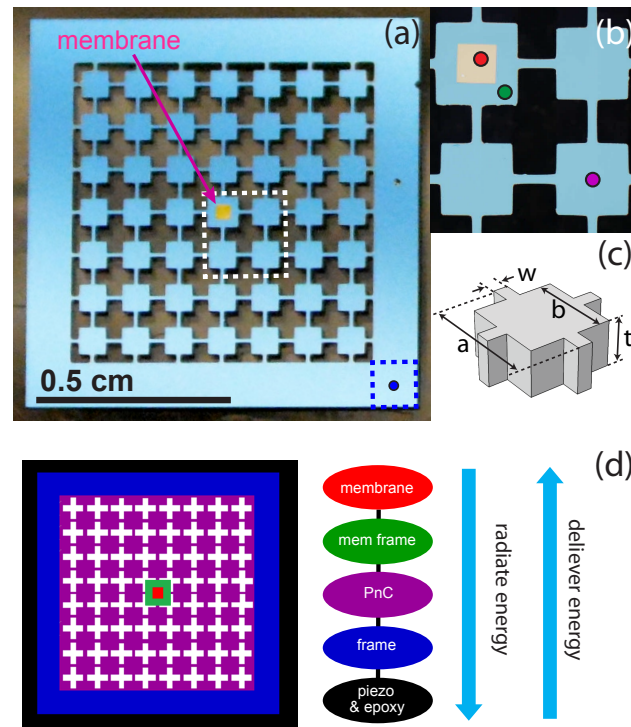 membrane
(a)
(b)
0.5 cm
(c)
w
b
a
t
(d)
membrane
mem frame
PnC
frame
piezo
& epoxy
radiate energy
deliever energy